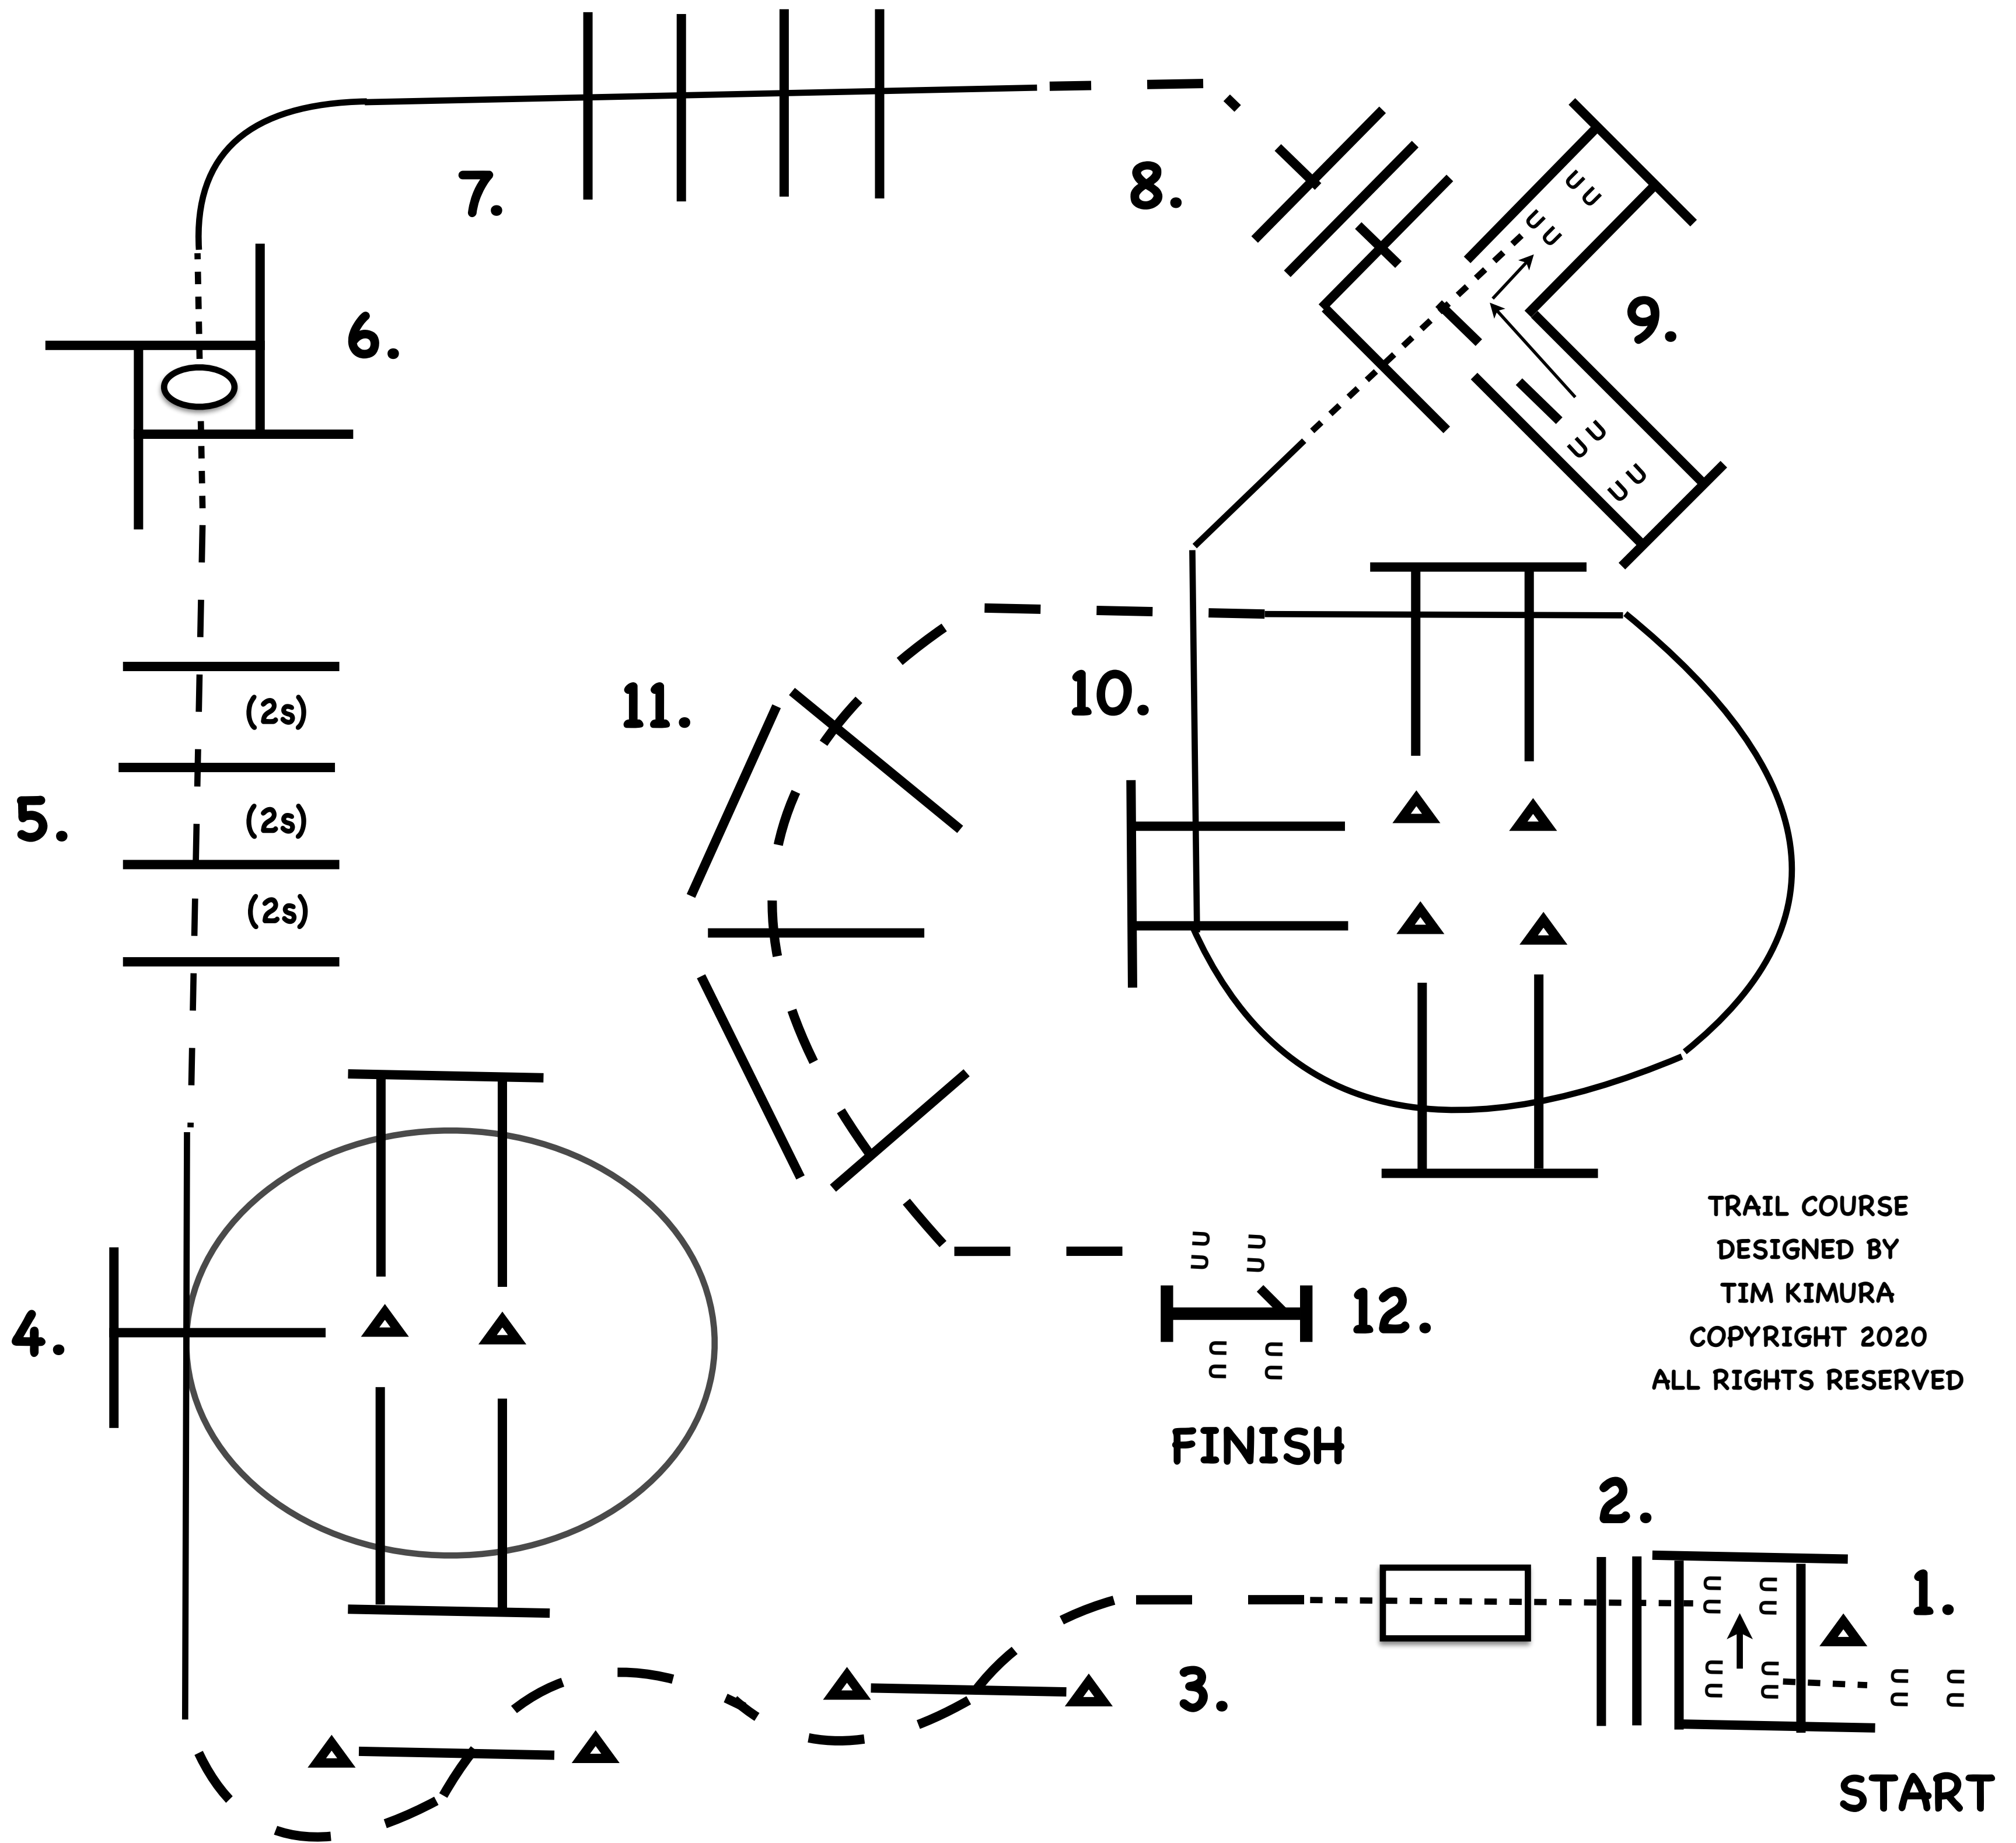 7.
8.
6.
9.
11.
10.
(2s)
5.
(2s)
(2s)
4.
12.
TRAIL COURSE
DESIGNED BY
TIM KIMURA
COPYRIGHT 2020
ALL RIGHTS RESERVED
FINISH
2.
1.
3.
START